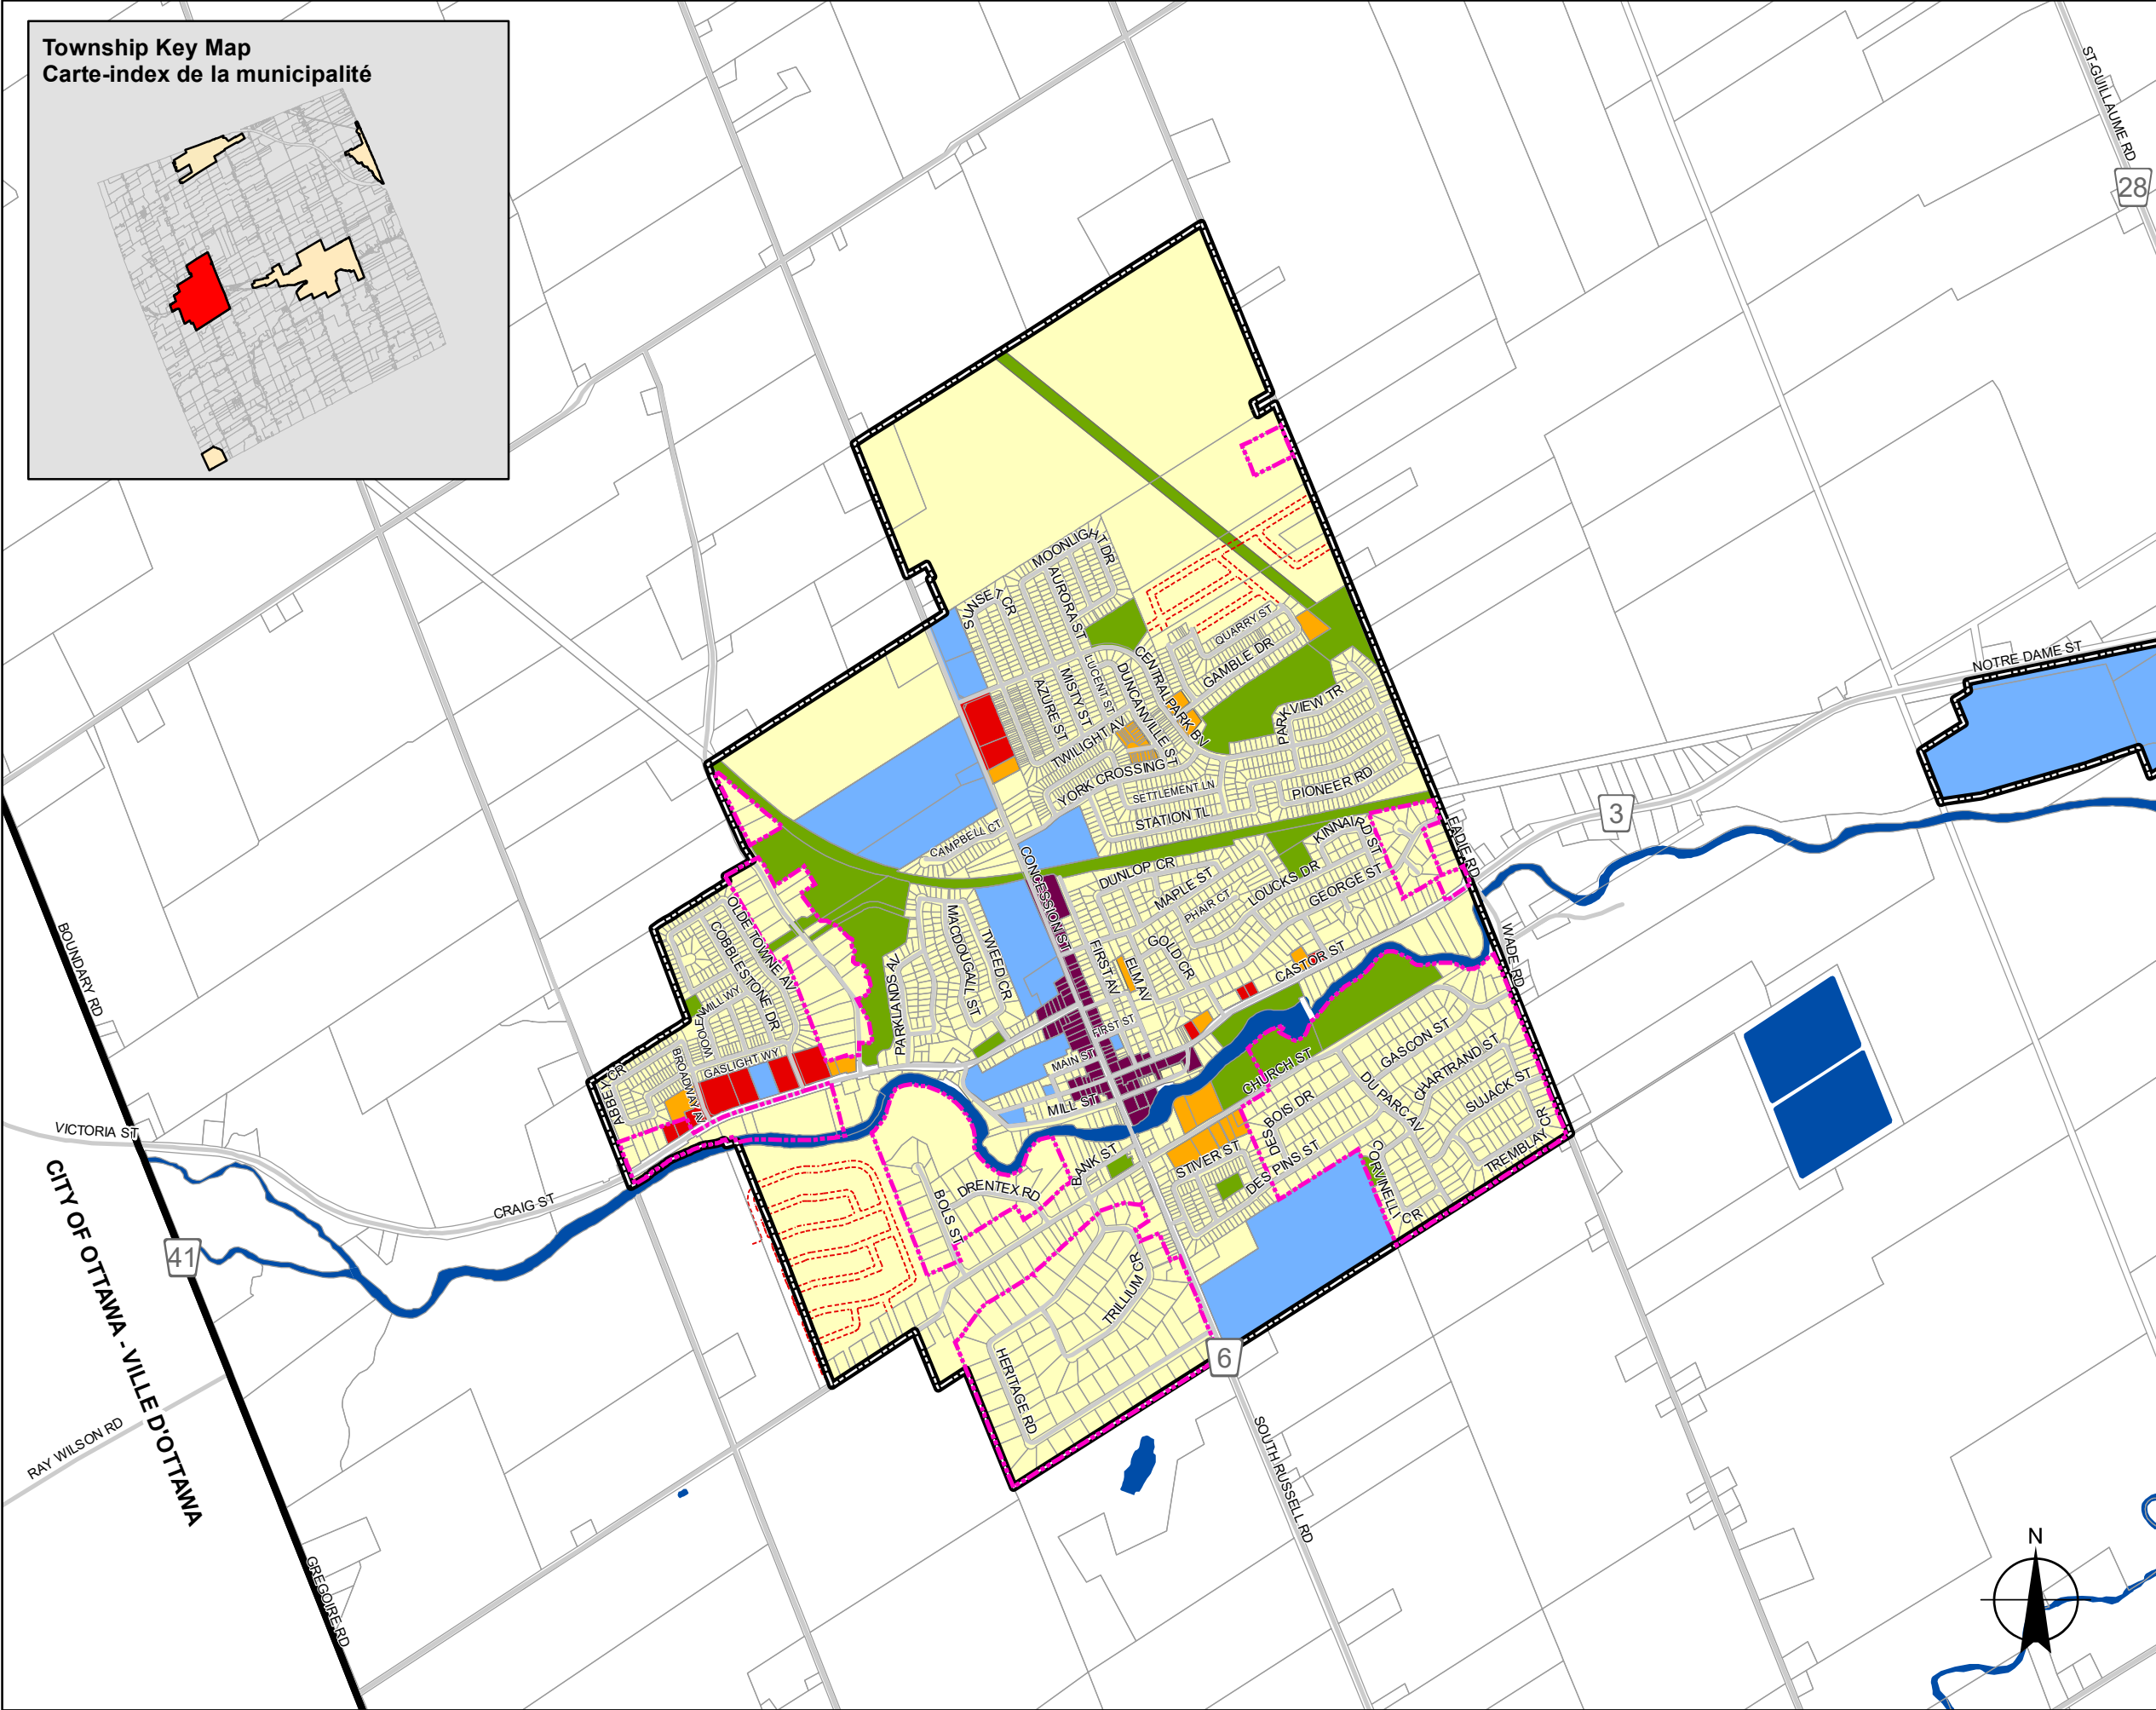 Township Key Map
Carte-index de la municipalité
ST-GUILLAUME RD
28
MOONLIGHT DR
SUNSET CR
AURORA ST
QUARRY ST
GAMBLE DR
CENTRAL PARK BV
LUCENT ST
DUNCANVILLE ST
MISTY ST
AZURE ST
TWILIGHT AV
PARKVIEW TR
YORK CROSSING
SETTLEMENT LN
PIONEER RD
STATION TL
NOTRE DAME ST
3
CAMPBELL CT
CONCESSION ST
KINNAIRD ST
EADIE RD
DUNLOP CR
MAPLE ST
PHAIR CT
LOUCKS DR
GEORGE ST
OLDE TOWNE AV
COBBLESTONE DR
MACDOUGALL ST
TWEED CR
PARKLANDS AV
FIRST AV
ELM AV
GOLD CR
CASTOR ST
WADE RD
BOUNDARY RD
WOOLEN MILL WY
FIRST ST
MAIN ST
MILL ST
BROADWAY AV
GASLIGHT WY
ABBEY CR
CHURCH ST
GASCON ST
CHARTRAND ST
SUJACK ST
DU PARC AV
DES BOIS DR
DES PINS ST
STIVER ST
TREMBLAY CR
CORVINELLI CR
VICTORIA ST
CRAIG ST
41
CITY OF OTTAWA - VILLE D'OTTAWA
BANK ST
DRENTEX RD
BOLS ST
TRILLIUM CR
HERITAGE RD
6
SOUTH RUSSELL RD
RAY WILSON RD
GREGOIRE RD
N